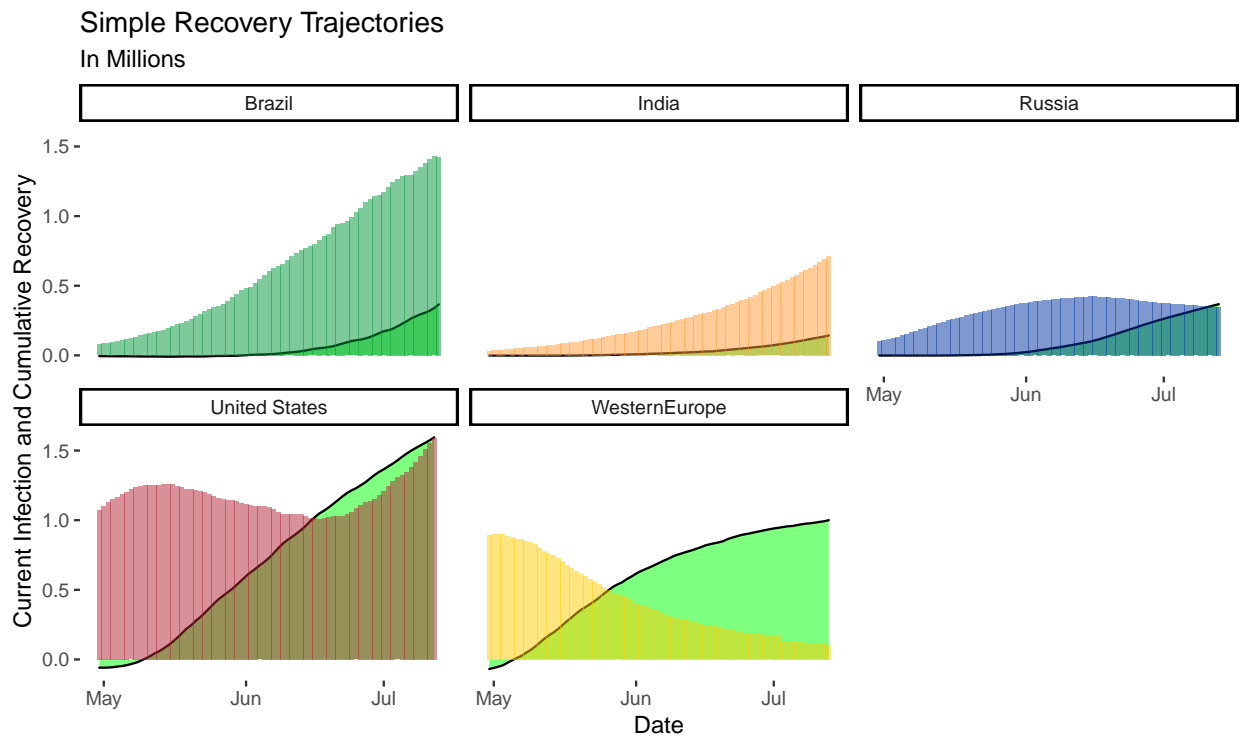 Simple Recovery Trajectories
In Millions
Brazil
India
Russia
1.5
1.0
0.5
0.0
May Jun Jul
United States
WesternEurope
1.5
1.0
0.5
0.0
May Jun Jul
May Jun Jul
Date
Current Infection and Cumulative Recovery